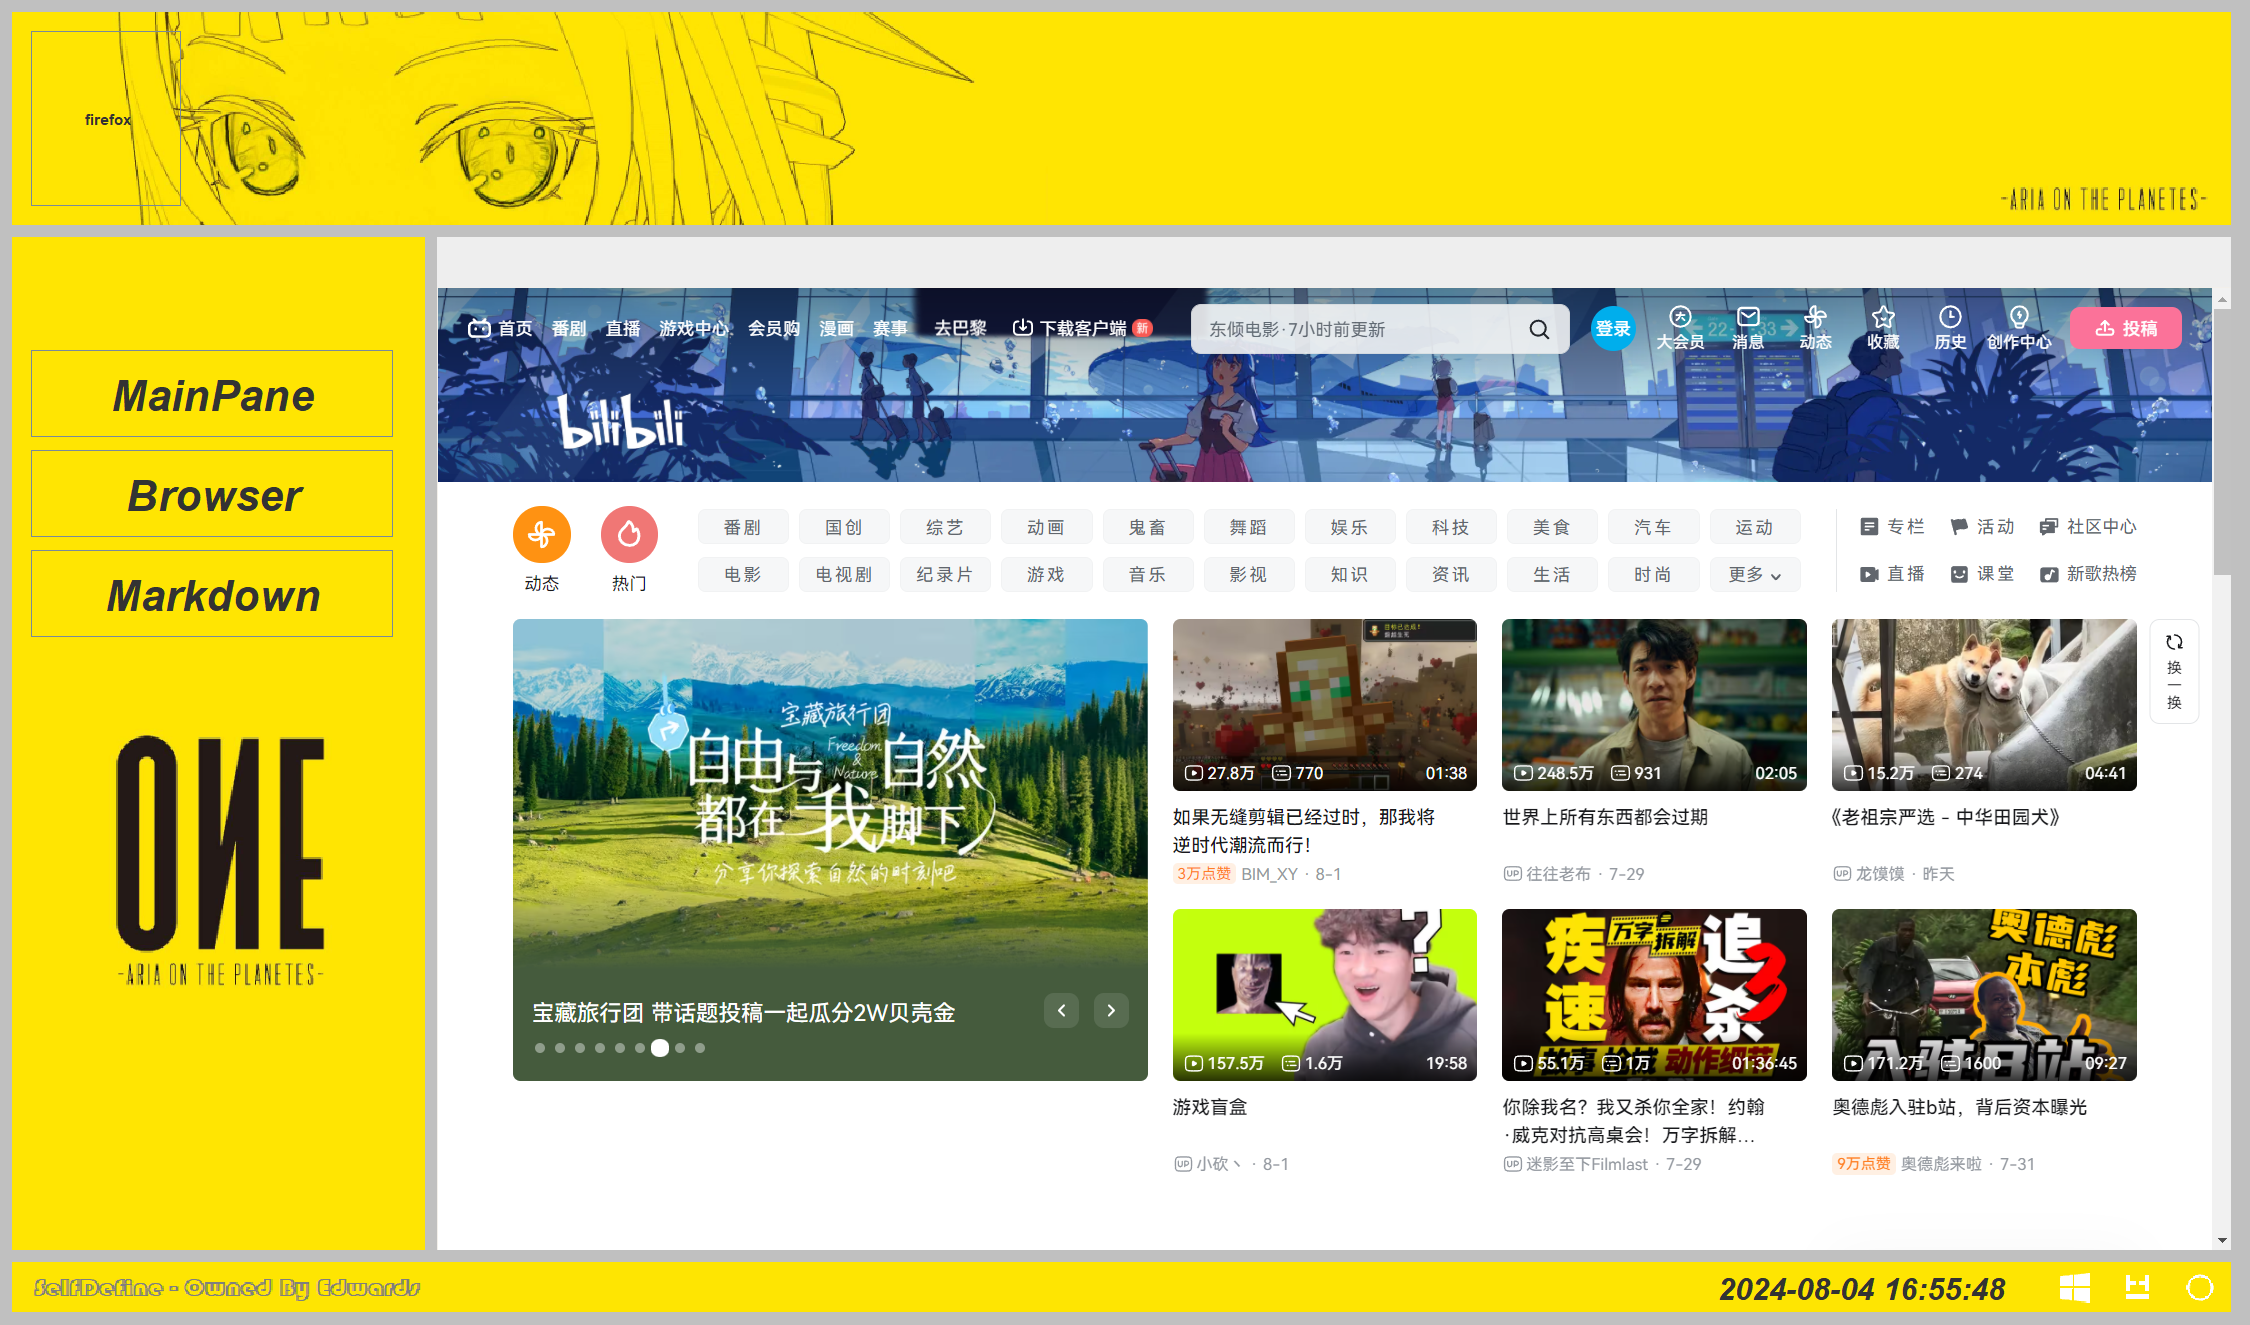 firefox
-ARIA ON THE PLANETES-
MainPane
Browser
Markdown
ONE
-ARIA ON THE PLANETES-
首页 番剧 直播 游戏中心 会员购 漫画 赛事 去巴黎 下载客户端 新
东倾电影·7小时前更新
登录 大会员 消息 动态 收藏 历史 创作中心 投稿
bilibili
动态 热门
番剧 国创 综艺 动画 鬼畜 舞蹈 娱乐 科技 美食 汽车 运动
电影 电视剧 纪录片 游戏 音乐 影视 知识 资讯 生活 时尚 更多
专栏 活动 社区中心
直播 课堂 新歌热榜
宝藏旅行团
自由与自然
Freedom
&
Nature
都在我脚下
分享你探索自然的时刻吧
宝藏旅行团 带话题投稿一起瓜分2W贝壳金
27.8万 770 01:38
如果无缝剪辑已经过时，那我将
逆时代潮流而行！
3万点赞 BIM_XY · 8-1
248.5万 931 02:05
世界上所有东西都会过期
UP 往往老布 · 7-29
15.2万 274 04:41
《老祖宗严选 - 中华田园犬》
UP 龙馍馍 · 昨天
换
一
换
?
157.5万 1.6万 19:58
游戏盲盒
UP 小砍丶 · 8-1
疾速追杀3
万字拆解
动作细节
55.1万 1万 01:36:45
你除我名？我又杀你全家！约翰
·威克对抗高桌会！万字拆解...
UP 迷影至下Filmlast · 7-29
奥德彪
本彪
入驻B站
171.2万 1600 09:27
奥德彪入驻b站，背后资本曝光
9万点赞 奥德彪来啦 · 7-31
SelfDefine - Owned By Edwards
2024-08-04 16:55:48